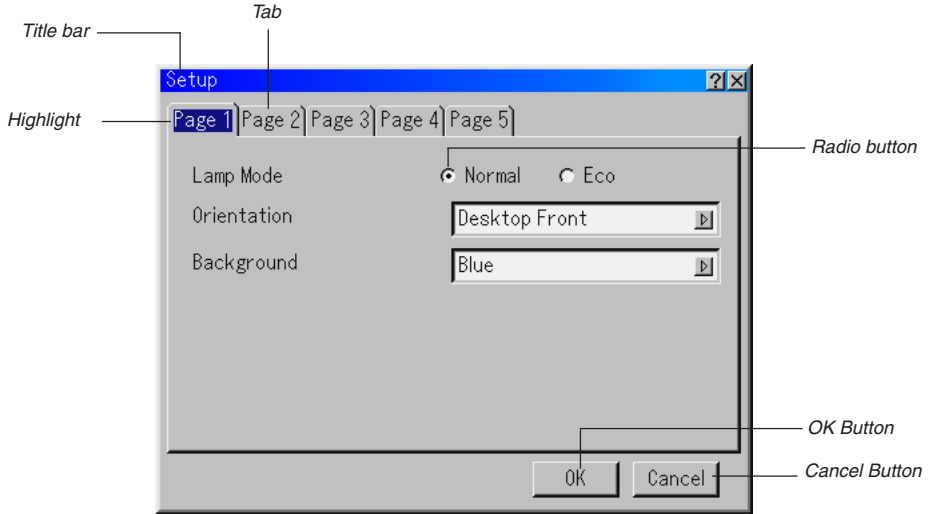 Tab
Title bar
Setup
Highlight
Page 1 Page 2 Page 3 Page 4 Page 5
Radio button
Lamp Mode Normal Eco
Orientation Desktop Front
Background Blue
OK Button
OK Cancel
Cancel Button